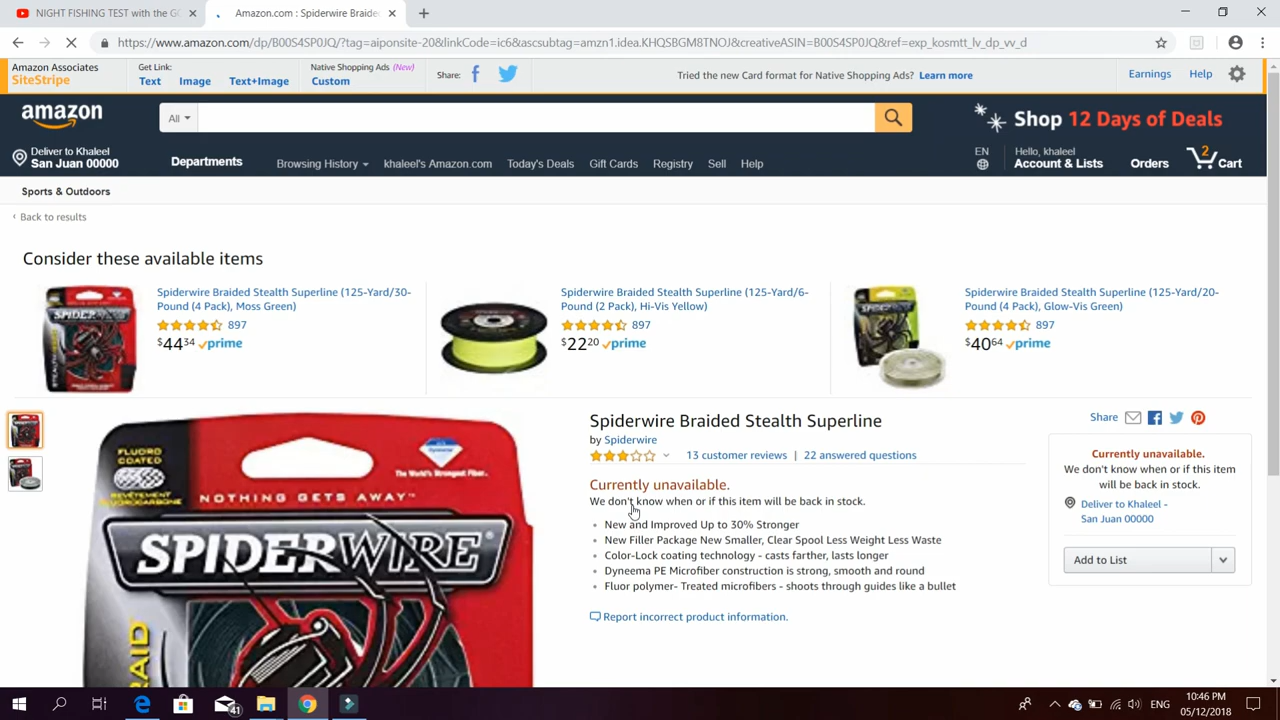 NIGHT FISHING TEST with the GO
Amazon.com : Spiderwire Braide
https://www.amazon.com/dp/B00S4SP0JQ/?tag=aiponsite-20&linkCode=ic6&ascsubtag=amzn1.idea.KHQSBGM8TNOJ&creativeASIN=B00S4SP0JQ&ref=exp_kosmtt_lv_dp_vv_d
Amazon Associates
SiteStripe
Get Link:
Text Image Text+Image
Native Shopping Ads (New)
Custom
Share:
Tried the new Card format for Native Shopping Ads? Learn more
Earnings Help
amazon
All
Shop 12 Days of Deals
Deliver to Khaleel
San Juan 00000
Departments
Browsing History khaleel's Amazon.com Today's Deals Gift Cards Registry Sell Help
EN
Hello, khaleel
Account & Lists
Orders
2
Cart
Sports & Outdoors
‹ Back to results
Consider these available items
SPIDERWIRE
Spiderwire Braided Stealth Superline (125-Yard/30-
Pound (4 Pack), Moss Green)
897
$44 34 prime
Spiderwire Braided Stealth Superline (125-Yard/6-
Pound (2 Pack), Hi-Vis Yellow)
897
$22 20 prime
Spiderwire Braided Stealth Superline (125-Yard/20-
Pound (4 Pack), Glow-Vis Green)
897
$40 64 prime
FLUORO
COATED
REVÊTEMENT
FLUOROCARBONE
The World's Strongest Fiber™
NOTHING GETS AWAY™
SPIDERWIRE
BRAID
Spiderwire Braided Stealth Superline
by Spiderwire
13 customer reviews | 22 answered questions
Currently unavailable.
We don't know when or if this item will be back in stock.
• New and Improved Up to 30% Stronger
• New Filler Package New Smaller, Clear Spool Less Weight Less Waste
• Color-Lock coating technology - casts farther, lasts longer
• Dyneema PE Microfiber construction is strong, smooth and round
• Fluor polymer- Treated microfibers - shoots through guides like a bullet
Report incorrect product information.
Share
Currently unavailable.
We don't know when or if this item
will be back in stock.
Deliver to Khaleel -
San Juan 00000
Add to List
41
ENG
10:46 PM
05/12/2018